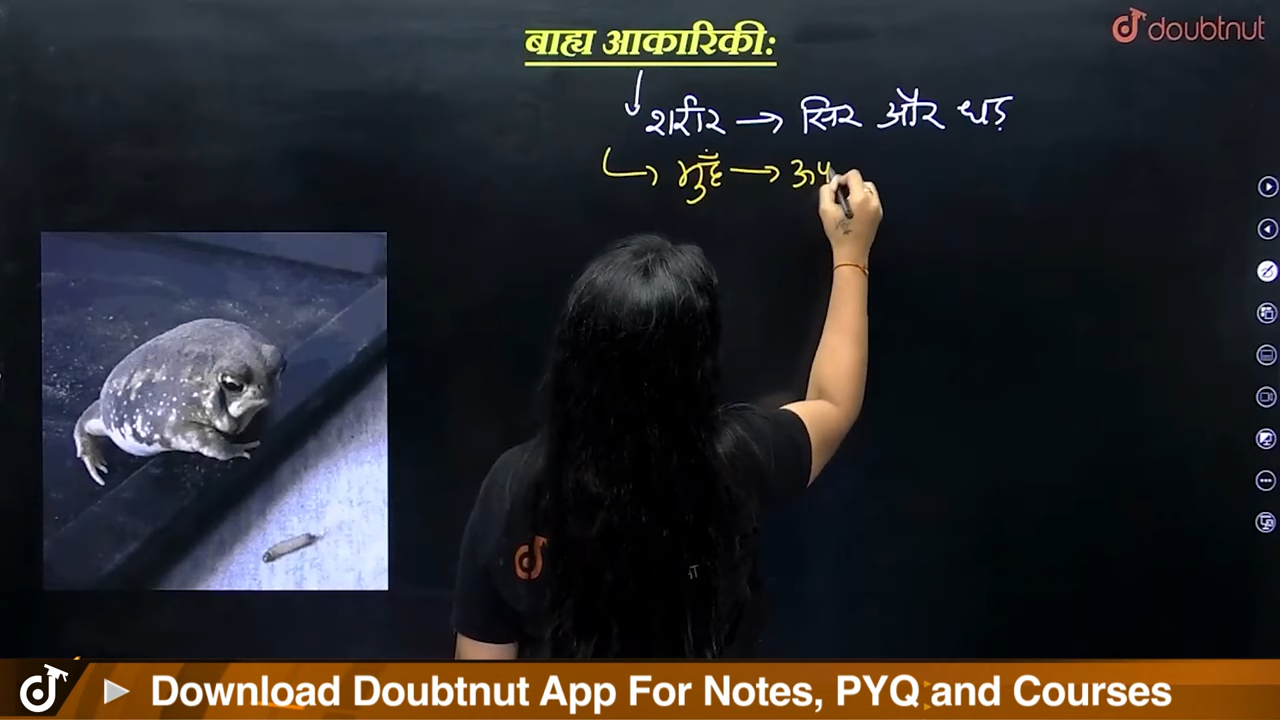 बाह्य आकारिकी:
doubtnut
शरीर → सिर और धड़
↳ मुँह →
Download Doubtnut App For Notes, PYQ and Courses